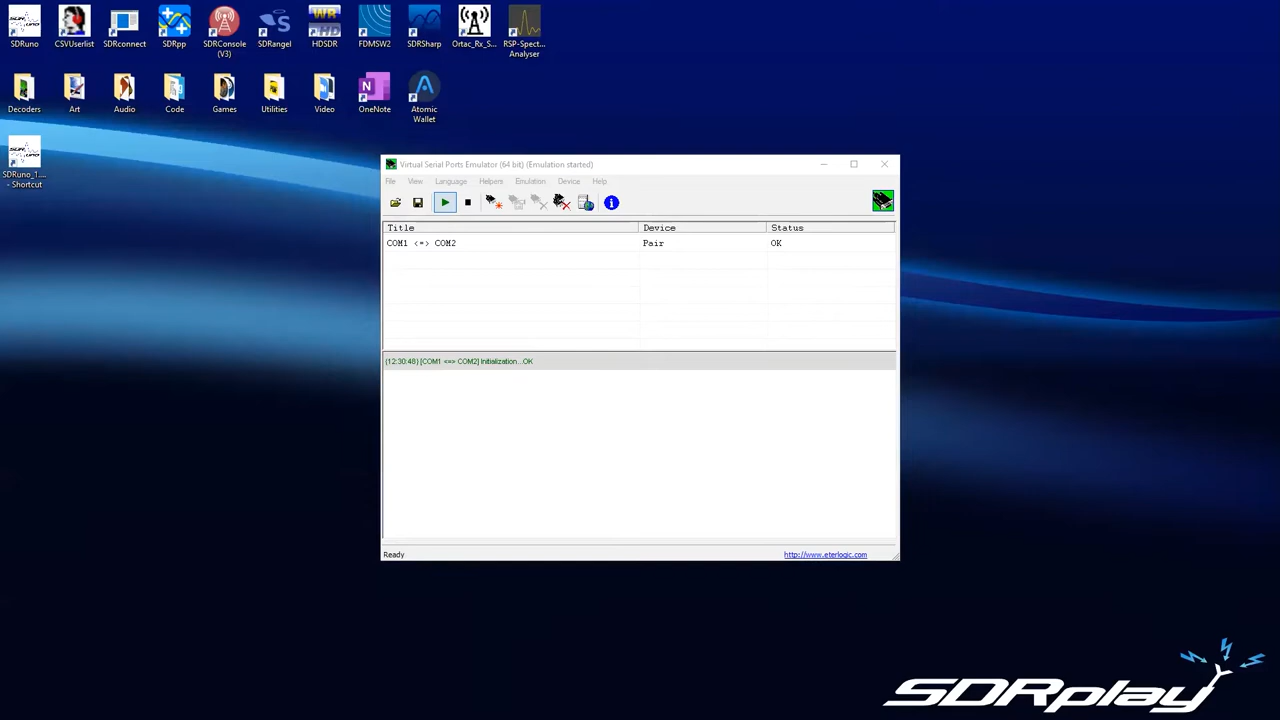 SDRuno
CSVUserlist
SDRconnect
SDRpp
SDRConsole
(V3)
SDRangel
HDSDR
FDMSW2
SDRSharp
Ortac_Rx_S...
RSP-Spect...
Analyser
Decoders
Art
Audio
Code
Games
Utilities
Video
OneNote
Atomic
Wallet
SDRuno_1....
- Shortcut
Virtual Serial Ports Emulator (64 bit) (Emulation started)
File View Language Helpers Emulation Device Help
Title Device Status
COM1 <=> COM2 Pair OK
(12:30:48) [COM1 <=> COM2] Initialization...OK
Ready http://www.eterlogic.com
SDRplay